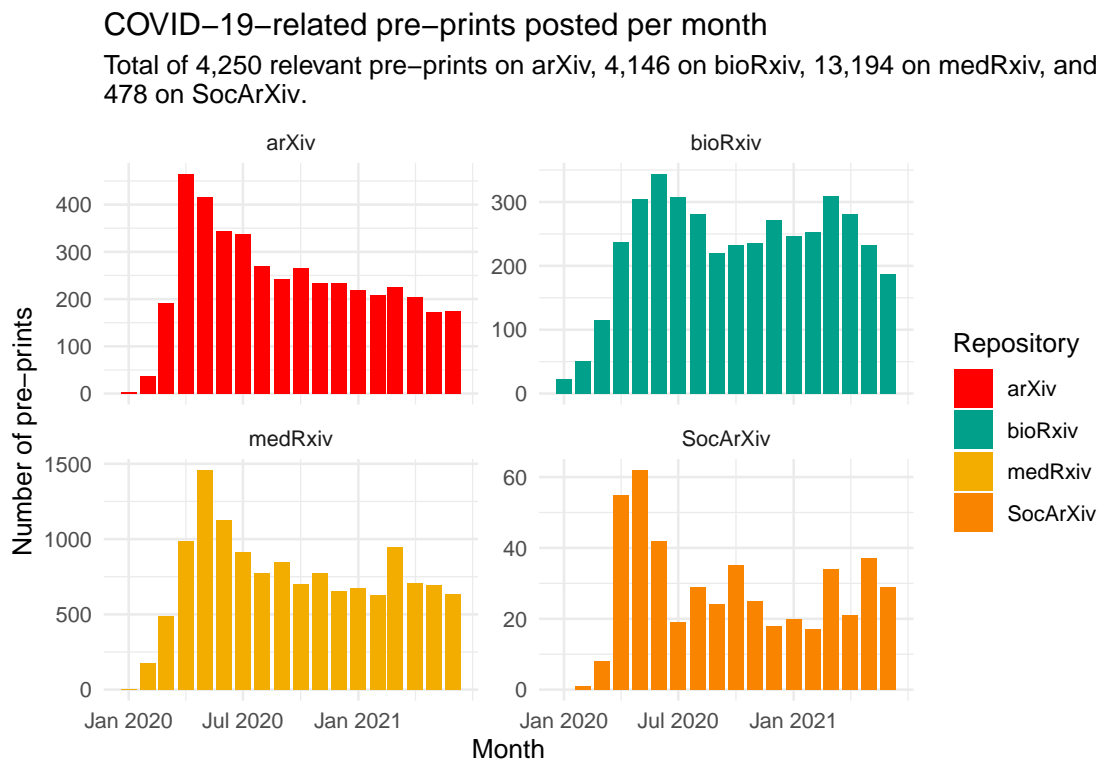 COVID−19−related pre−prints posted per month
Total of 4,250 relevant pre−prints on arXiv, 4,146 on bioRxiv, 13,194 on medRxiv, and
478 on SocArXiv.
arXiv
bioRxiv
400
300
200
100
0
300
200
100
0
Number of pre−prints
medRxiv
SocArXiv
1500
1000
500
0
60
40
20
0
Jan 2020
Jul 2020
Jan 2021
Jan 2020
Jul 2020
Jan 2021
Month
Repository
arXiv
bioRxiv
medRxiv
SocArXiv